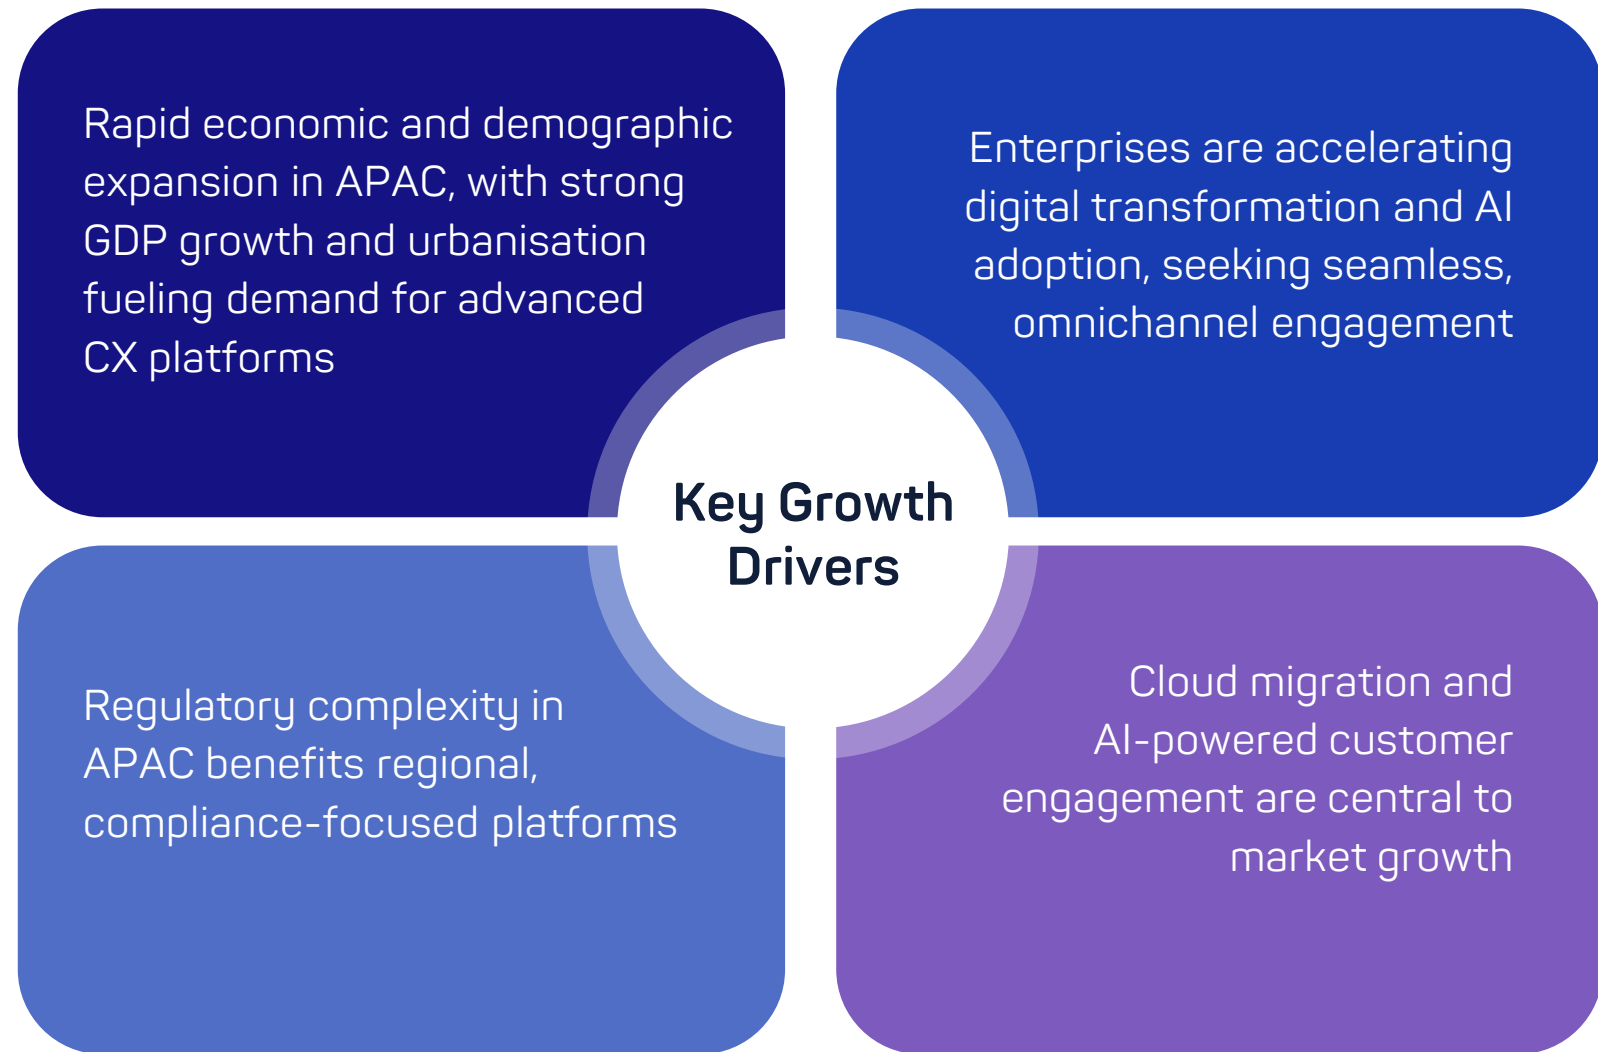 Rapid economic and demographic
expansion in APAC, with strong
GDP growth and urbanisation
fueling demand for advanced
CX platforms
Enterprises are accelerating
digital transformation and AI
adoption, seeking seamless,
omnichannel engagement
Key Growth
Drivers
Regulatory complexity in
APAC benefits regional,
compliance-focused platforms
Cloud migration and
AI-powered customer
engagement are central to
market growth